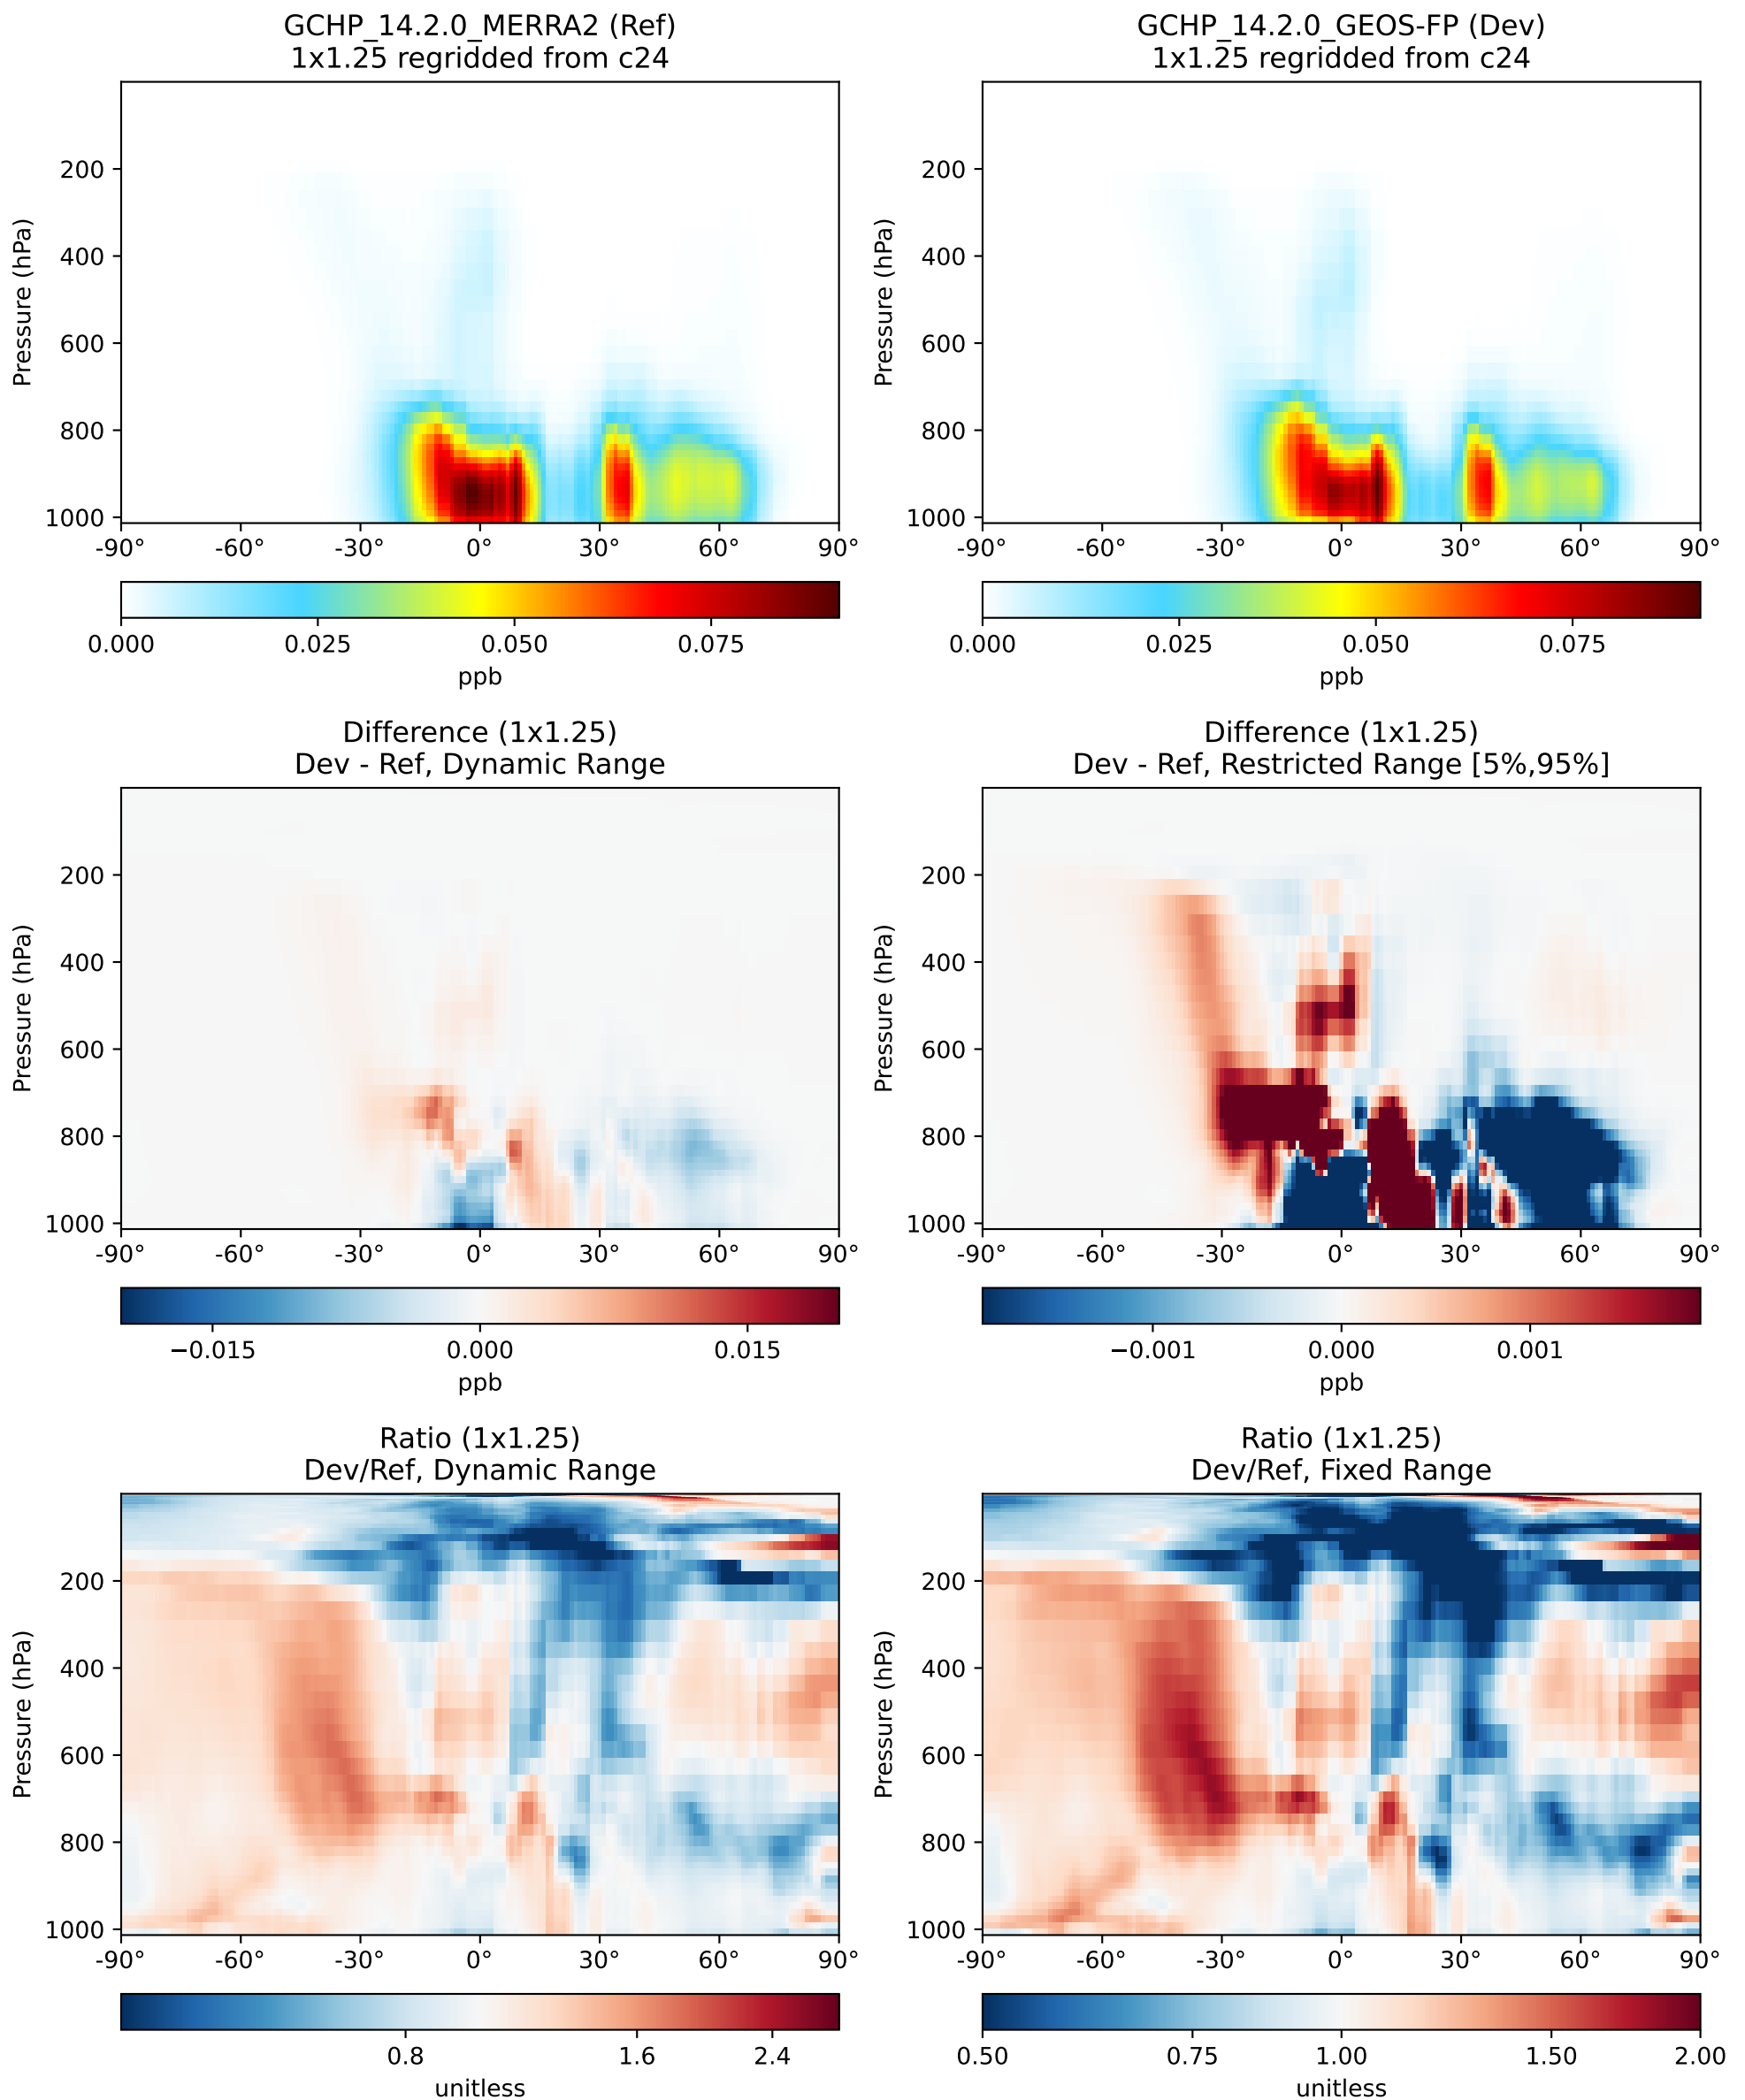 GCHP_14.2.0_MERRA2 (Ref)
1x1.25 regridded from c24
Pressure (hPa)
200
400
600
800
1000
-90° -60° -30° 0° 30° 60° 90°
0.000 0.025 0.050 0.075
ppb
GCHP_14.2.0_GEOS-FP (Dev)
1x1.25 regridded from c24
Pressure (hPa)
200
400
600
800
1000
-90° -60° -30° 0° 30° 60° 90°
0.000 0.025 0.050 0.075
ppb
Difference (1x1.25)
Dev - Ref, Dynamic Range
Pressure (hPa)
200
400
600
800
1000
-90° -60° -30° 0° 30° 60° 90°
−0.015 0.000 0.015
ppb
Difference (1x1.25)
Dev - Ref, Restricted Range [5%,95%]
Pressure (hPa)
200
400
600
800
1000
-90° -60° -30° 0° 30° 60° 90°
−0.001 0.000 0.001
ppb
Ratio (1x1.25)
Dev/Ref, Dynamic Range
Pressure (hPa)
200
400
600
800
1000
-90° -60° -30° 0° 30° 60° 90°
0.8 1.6 2.4
unitless
Ratio (1x1.25)
Dev/Ref, Fixed Range
Pressure (hPa)
200
400
600
800
1000
-90° -60° -30° 0° 30° 60° 90°
0.50 0.75 1.00 1.50 2.00
unitless